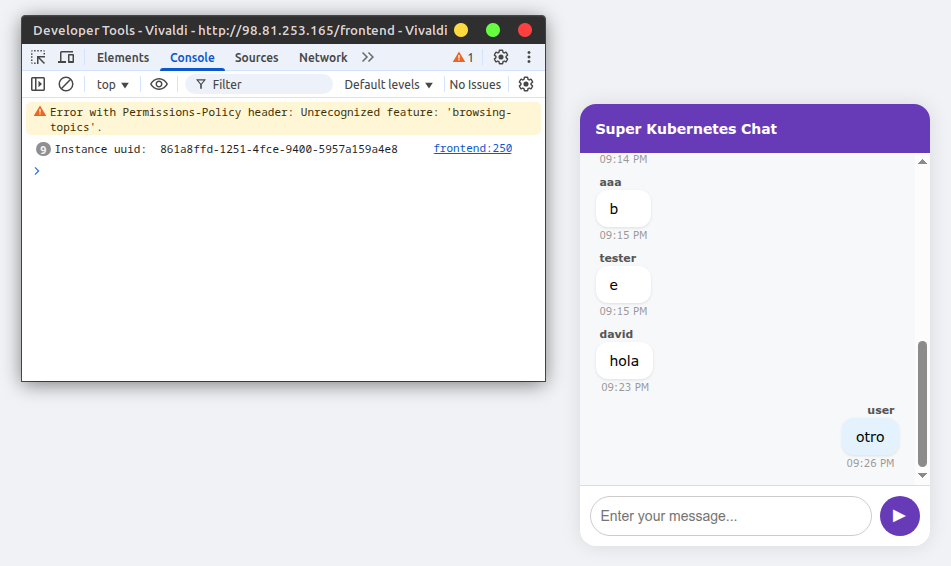 Developer Tools - Vivaldi - http://98.81.253.165/frontend - Vivaldi
Elements Console Sources Network 1
top Filter Default levels No Issues
Error with Permissions-Policy header: Unrecognized feature: 'browsing-
topics'.
9 Instance uuid: 861a8ffd-1251-4fce-9400-5957a159a4e8 frontend:250
Super Kubernetes Chat
09:14 PM
aaa
b
09:15 PM
tester
e
09:15 PM
david
hola
09:23 PM
user
otro
09:26 PM
Enter your message...